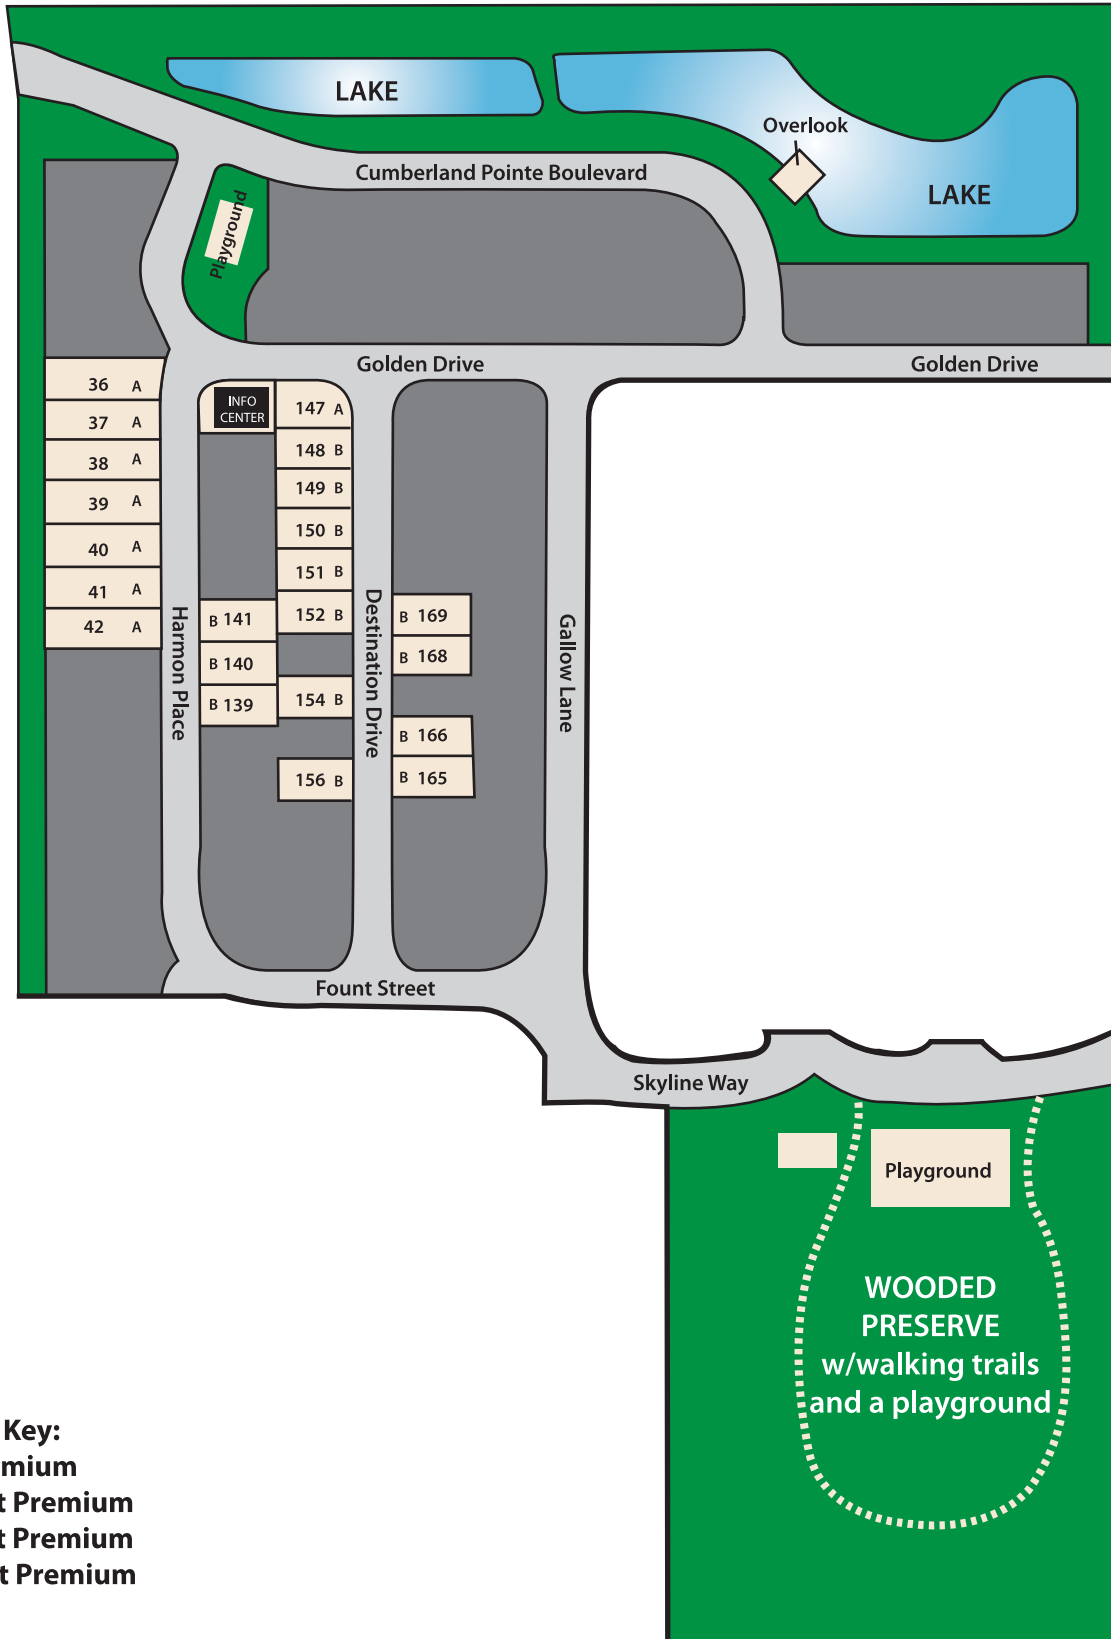 LAKE
Overlook
Cumberland Pointe Boulevard
LAKE
Playground
Golden Drive
Golden Drive
36 A
37 A
38 A
39 A
40 A
41 A
42 A
INFO
CENTER
147 A
148 B
149 B
150 B
151 B
152 B
154 B
156 B
B 141
B 140
B 139
B 169
B 168
B 166
B 165
Harmon Place
Destination Drive
Gallow Lane
Fount Street
Skyline Way
Playground
WOODED
PRESERVE
w/walking trails
and a playground
Key:
mium
t Premium
t Premium
t Premium